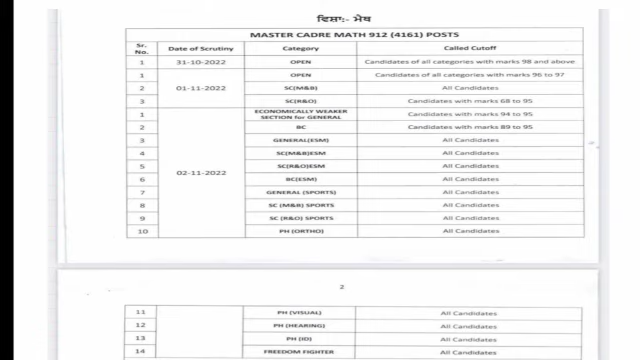 ਵਿਸ਼ਾ:- ਮੈਥ
MASTER CADRE MATH 912 (4161) POSTS
Sr. No. Date of Scrutiny Category Called Cutoff
1 31-10-2022 OPEN Candidates of all categories with marks 98 and above
1 01-11-2022 OPEN Candidates of all categories with marks 96 to 97
2 SC(M&B) All Candidates
3 SC(R&O) Candidates with marks 68 to 95
1 02-11-2022 ECONOMICALLY WEAKER SECTION for GENERAL Candidates with marks 94 to 95
2 BC Candidates with marks 89 to 95
3 GENERAL(ESM) All Candidates
4 SC(M&B)ESM All Candidates
5 SC(R&O)ESM All Candidates
6 BC(ESM) All Candidates
7 GENERAL (SPORTS) All Candidates
8 SC (M&B) SPORTS All Candidates
9 SC (R&O) SPORTS All Candidates
10 PH (ORTHO) All Candidates
2
11 PH (VISUAL) All Candidates
12 PH (HEARING) All Candidates
13 PH (ID) All Candidates
14 FREEDOM FIGHTER All Candidates